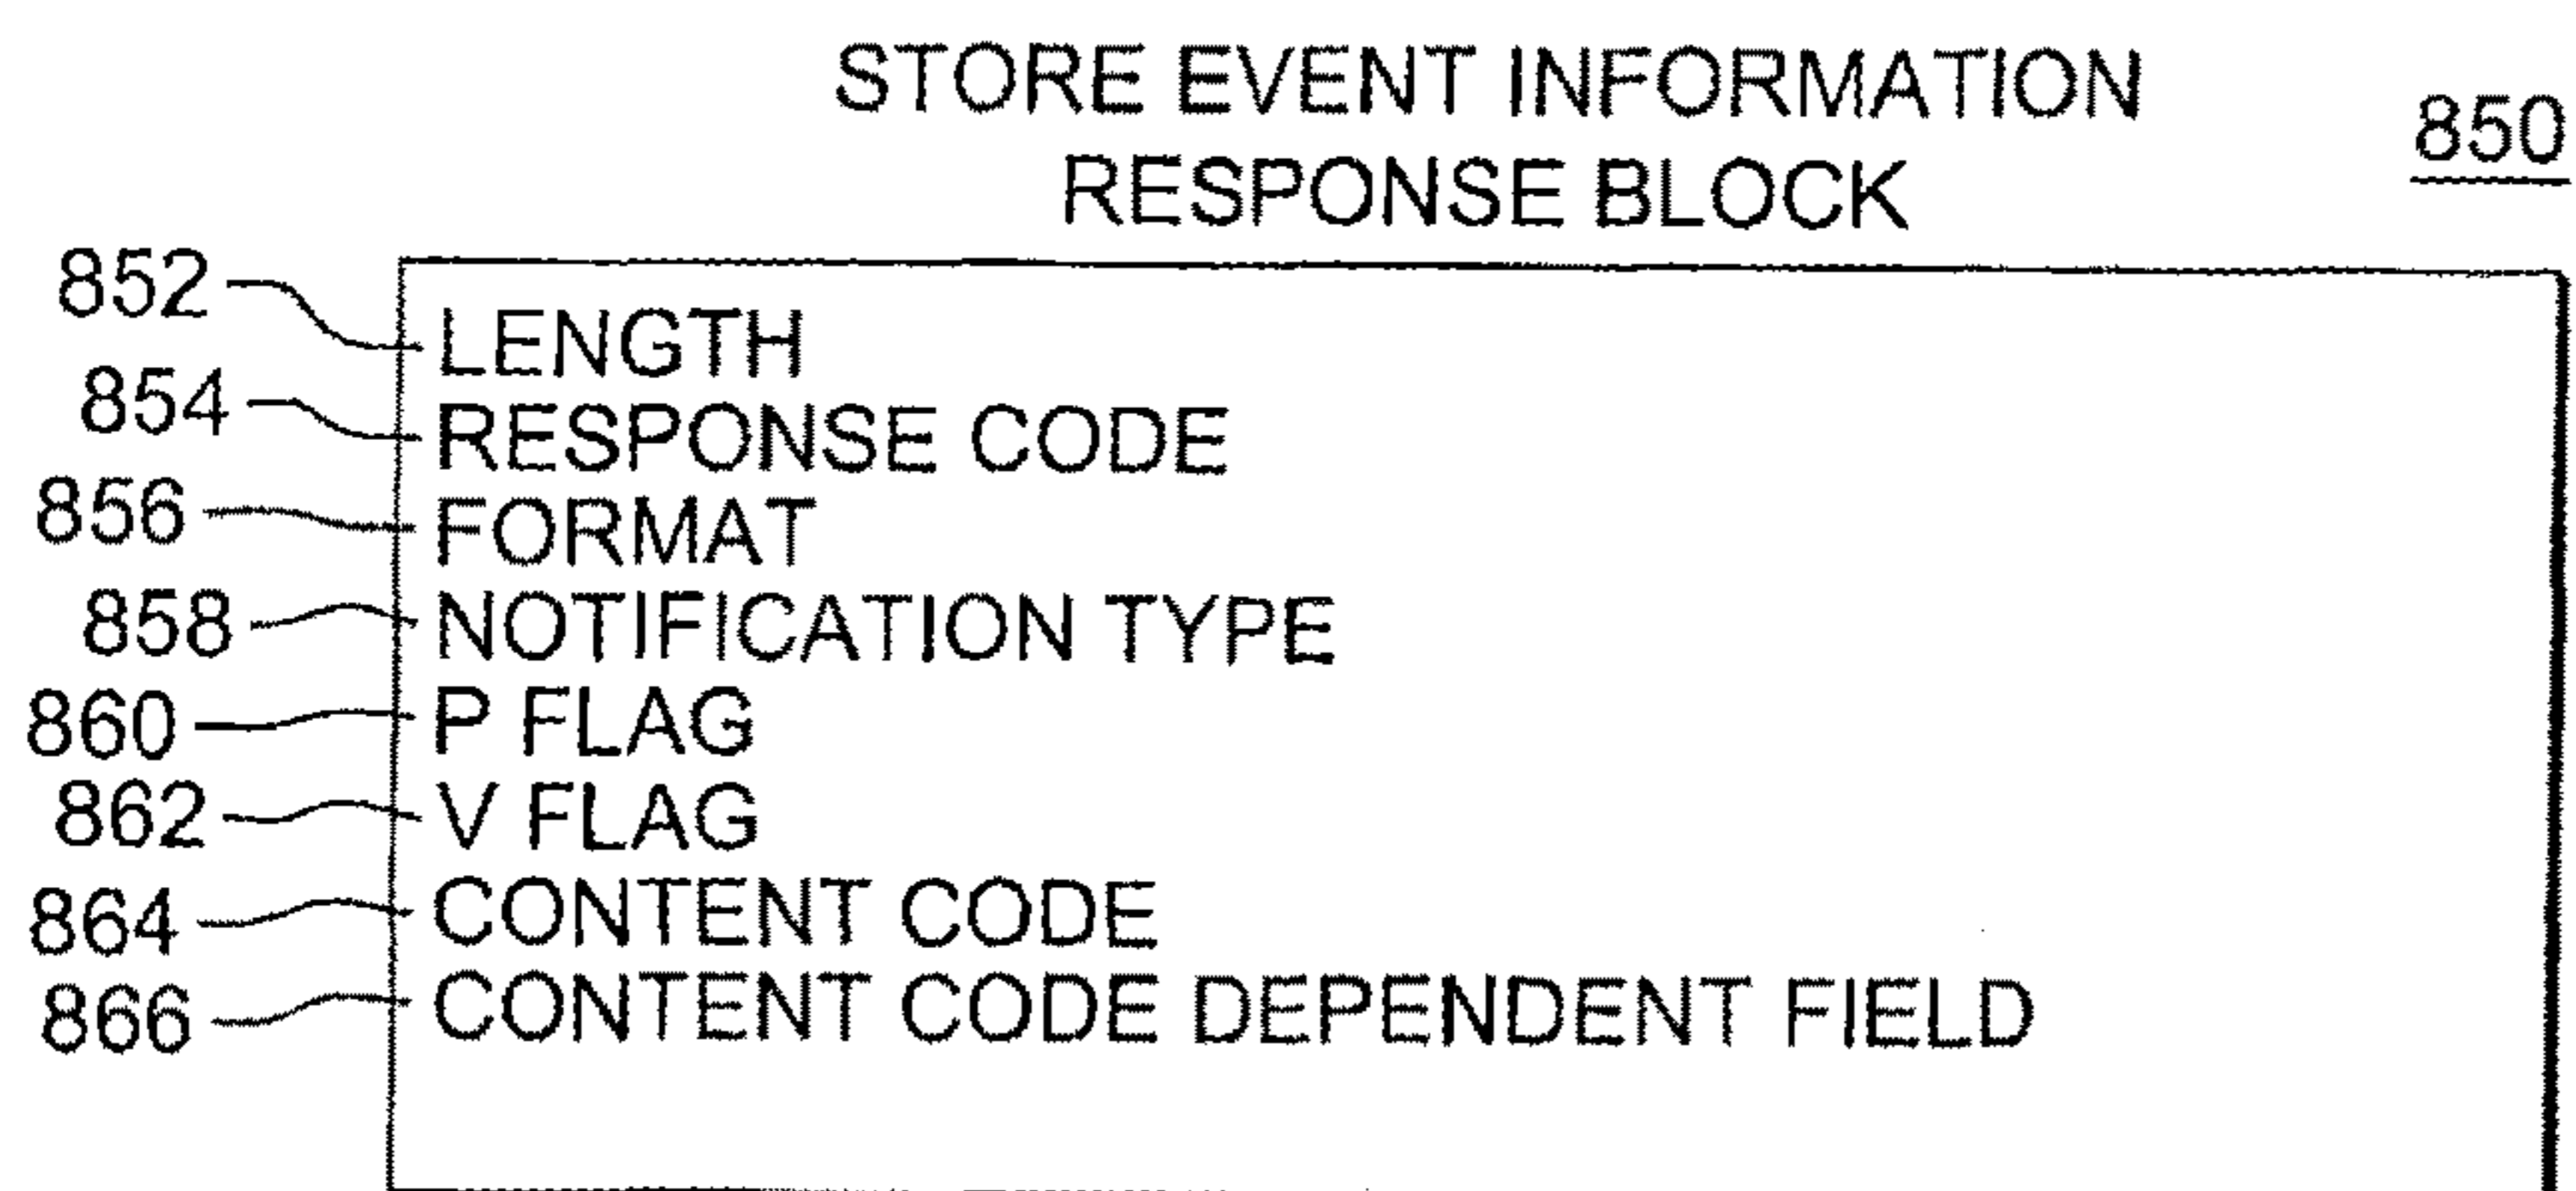 STORE EVENT INFORMATION
RESPONSE BLOCK
850
852 LENGTH
854 RESPONSE CODE
856 FORMAT
858 NOTIFICATION TYPE
860 P FLAG
862 V FLAG
864 CONTENT CODE
866 CONTENT CODE DEPENDENT FIELD